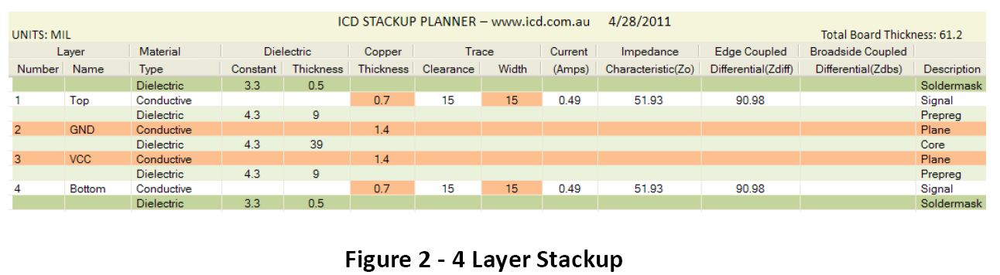 ICD STACKUP PLANNER – www.icd.com.au 4/28/2011
UNITS: MIL Total Board Thickness: 61.2
Layer Material Dielectric Copper Trace Current Impedance Edge Coupled Broadside Coupled
Number Name Type Constant Thickness Thickness Clearance Width (Amps) Characteristic(Zo) Differential(Zdiff) Differential(Zdbs) Description
Dielectric 3.3 0.5 Soldermask
1 Top Conductive 0.7 15 15 0.49 51.93 90.98 Signal
Dielectric 4.3 9 Prepreg
2 GND Conductive 1.4 Plane
Dielectric 4.3 39 Core
3 VCC Conductive 1.4 Plane
Dielectric 4.3 9 Prepreg
4 Bottom Conductive 0.7 15 15 0.49 51.93 90.98 Signal
Dielectric 3.3 0.5 Soldermask
Figure 2 - 4 Layer Stackup